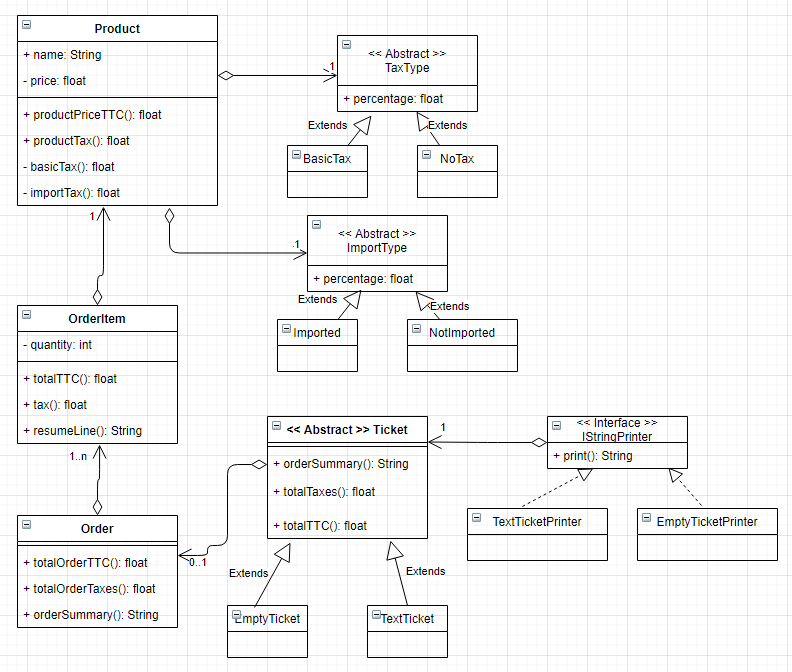 Product
+ name: String
- price: float
+ productPriceTTC(): float
+ productTax(): float
- basicTax(): float
- importTax(): float
1
<< Abstract >>
TaxType
+ percentage: float
Extends
Extends
BasicTax
NoTax
1
.1
<< Abstract >>
ImportType
+ percentage: float
Extends
Extends
Imported
NotImported
OrderItem
- quantity: int
+ totalTTC(): float
+ tax(): float
+ resumeLine(): String
1..n
Order
+ totalOrderTTC(): float
+ totalOrderTaxes(): float
+ orderSummary(): String
0..1
<< Abstract >> Ticket
+ orderSummary(): String
+ totalTaxes(): float
+ totalTTC(): float
1
<< Interface >>
IStringPrinter
+ print(): String
TextTicketPrinter
EmptyTicketPrinter
Extends
Extends
EmptyTicket
TextTicket